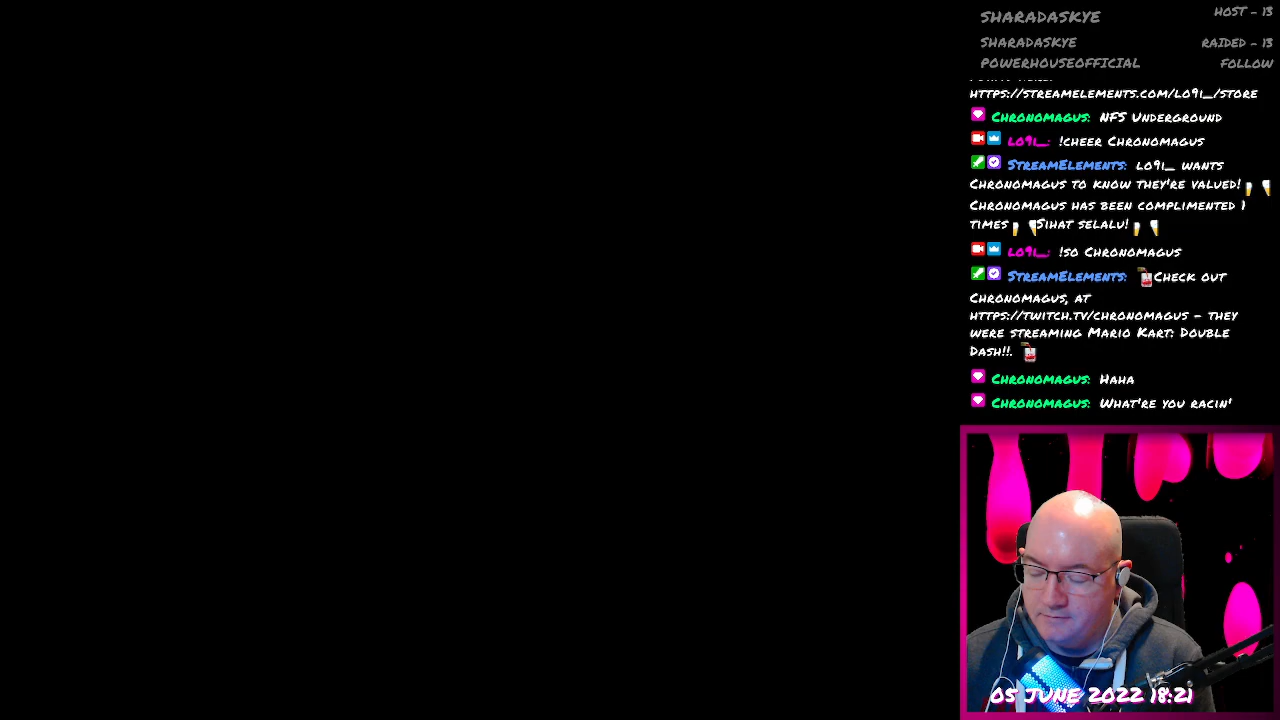 SHARADASKYE HOST - 13
SHARADASKYE RAIDED - 13
POWERHOUSEOFFICIAL FOLLOW
HTTPS://STREAMELEMENTS.COM/LO9I_/STORE
CHRONOMAGUS: NFS UNDERGROUND
LO9I_: !CHEER CHRONOMAGUS
STREAMELEMENTS: LO9I_ WANTS
CHRONOMAGUS TO KNOW THEY'RE VALUED!
CHRONOMAGUS HAS BEEN COMPLIMENTED 1
TIMES SIHAT SELALU!
LO9I_: !SO CHRONOMAGUS
STREAMELEMENTS: CHECK OUT
CHRONOMAGUS, AT
HTTPS://TWITCH.TV/CHRONOMAGUS - THEY
WERE STREAMING MARIO KART: DOUBLE
DASH!!.
CHRONOMAGUS: HAHA
CHRONOMAGUS: WHAT'RE YOU RACIN'
05 JUNE 2022 18:21